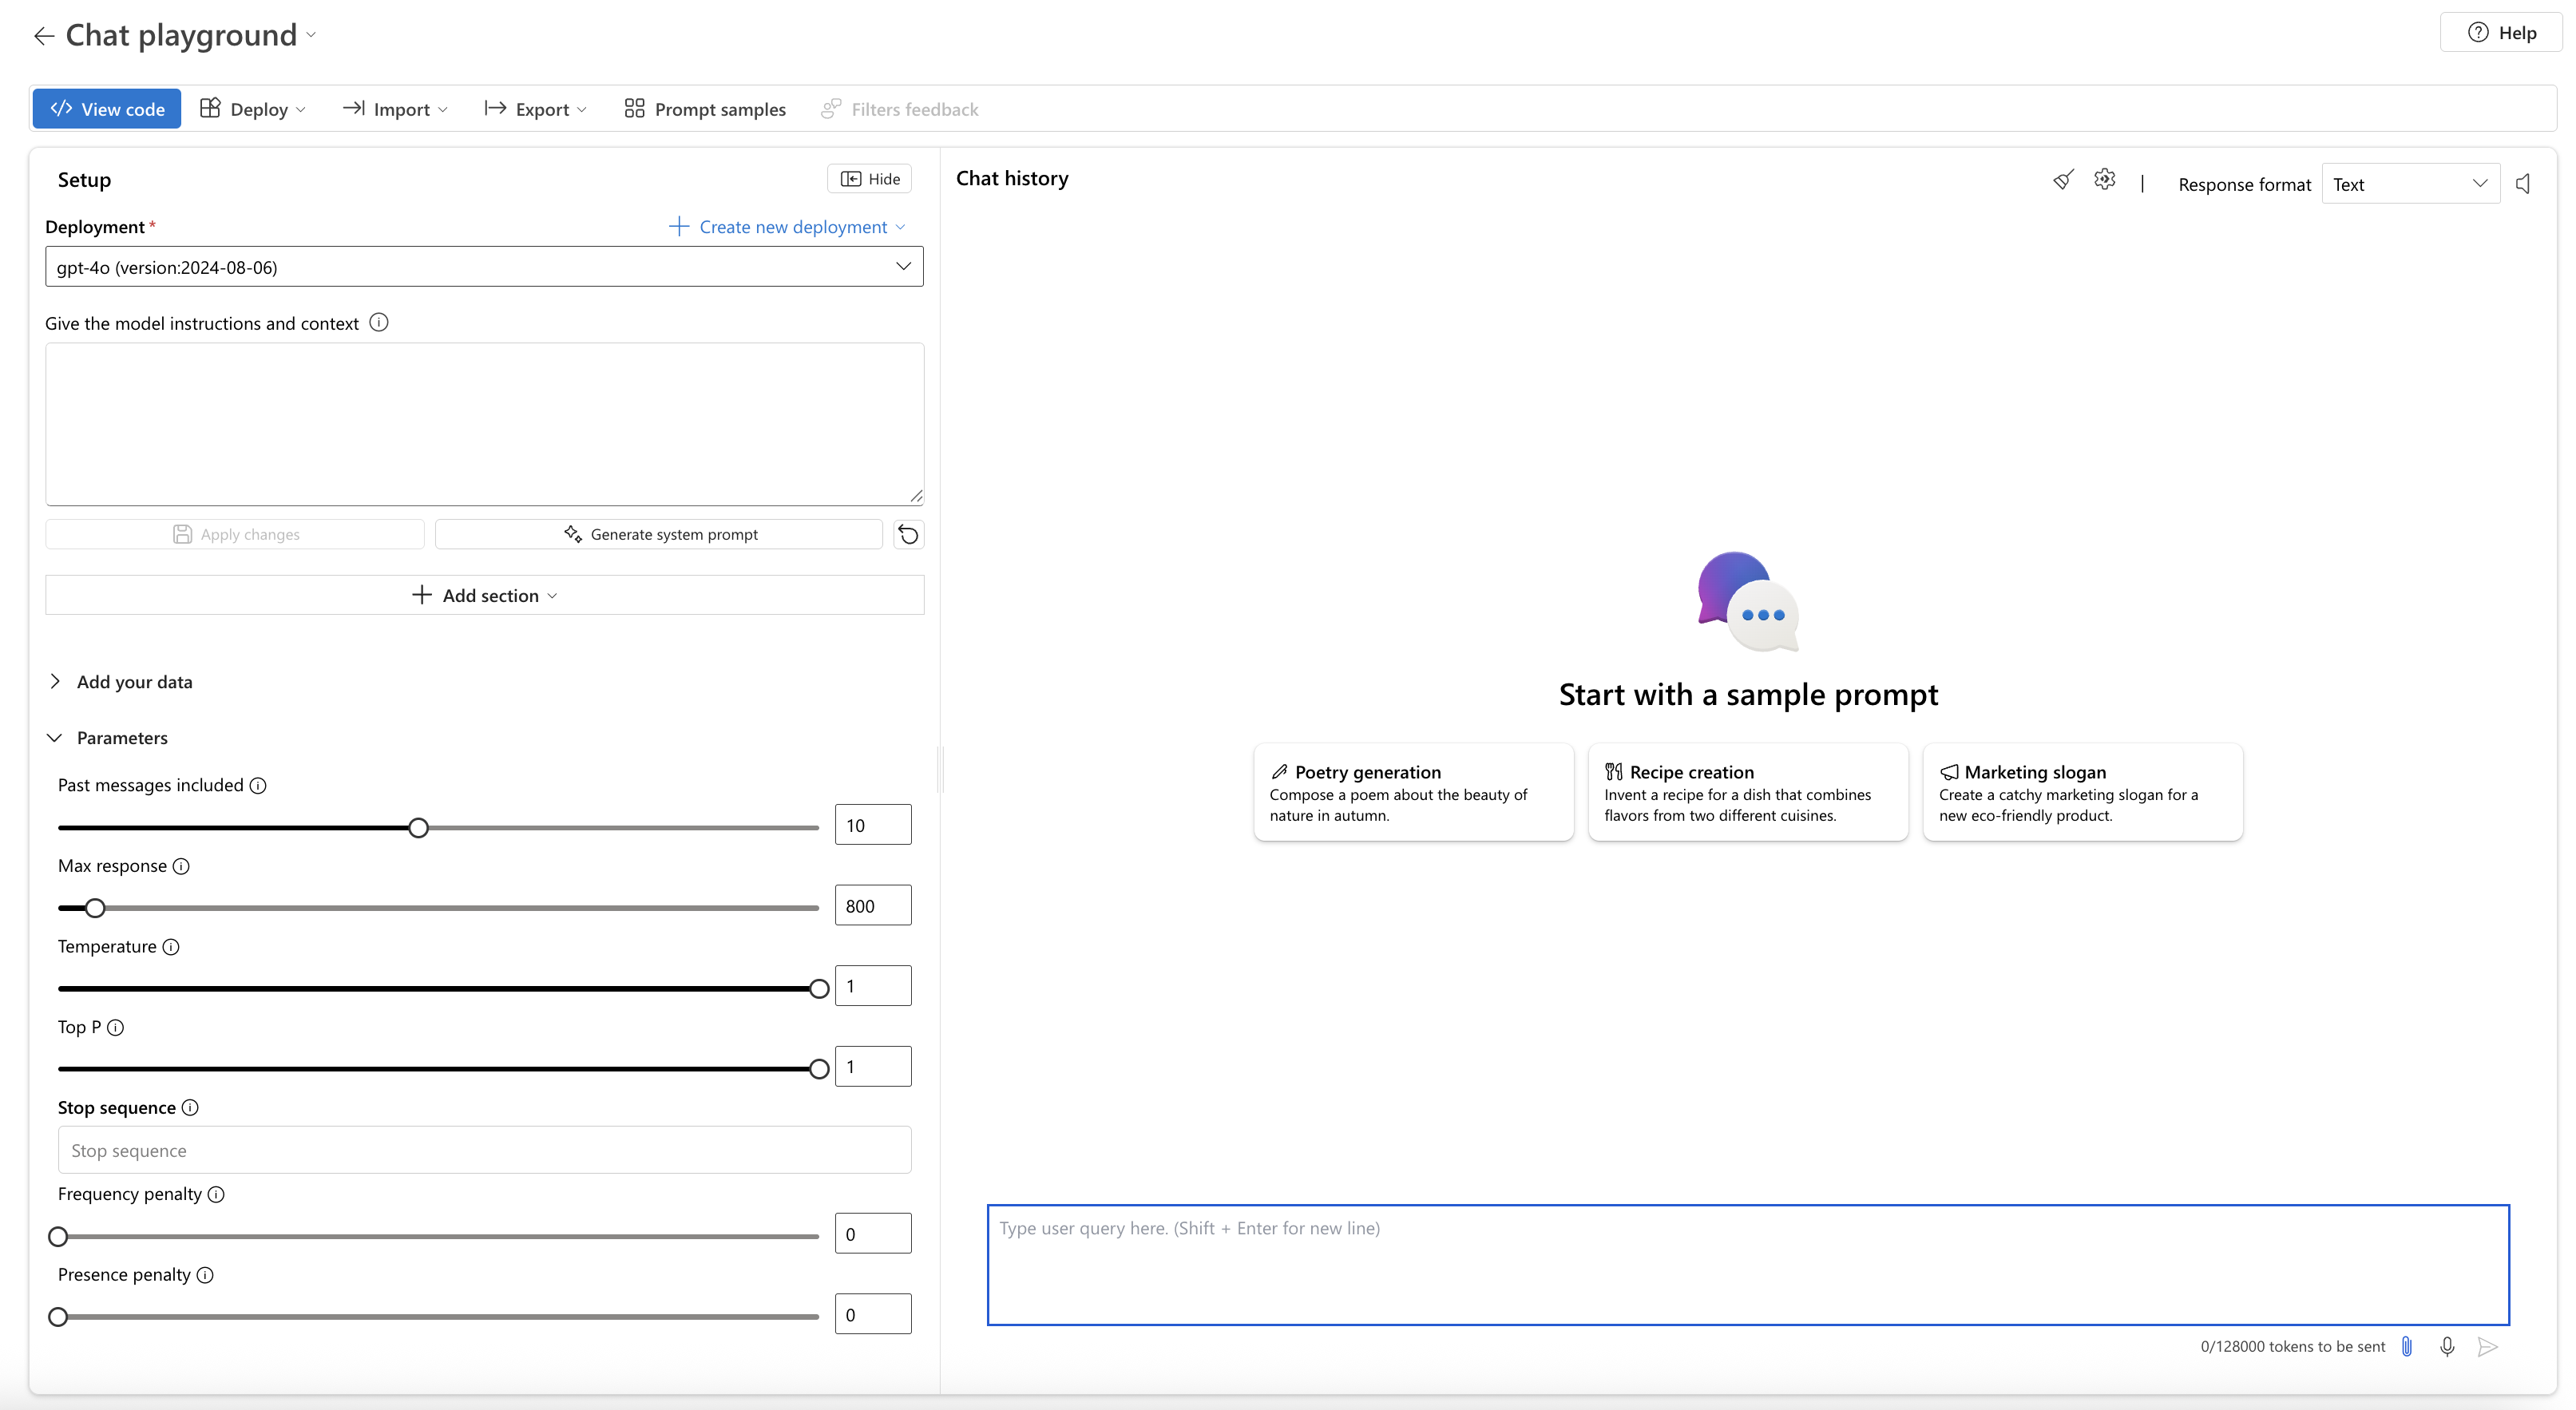 Chat playground
Help
View code
Deploy
Import
Export
Prompt samples
Filters feedback
Setup
Hide
Deployment *
Create new deployment
gpt-4o (version:2024-08-06)
Give the model instructions and context
Apply changes
Generate system prompt
Add section
Add your data
Parameters
Past messages included
10
Max response
800
Temperature
1
Top P
1
Stop sequence
Stop sequence
Frequency penalty
0
Presence penalty
0
Chat history
Response format
Text
Start with a sample prompt
Poetry generation
Compose a poem about the beauty of
nature in autumn.
Recipe creation
Invent a recipe for a dish that combines
flavors from two different cuisines.
Marketing slogan
Create a catchy marketing slogan for a
new eco-friendly product.
Type user query here. (Shift + Enter for new line)
0/128000 tokens to be sent